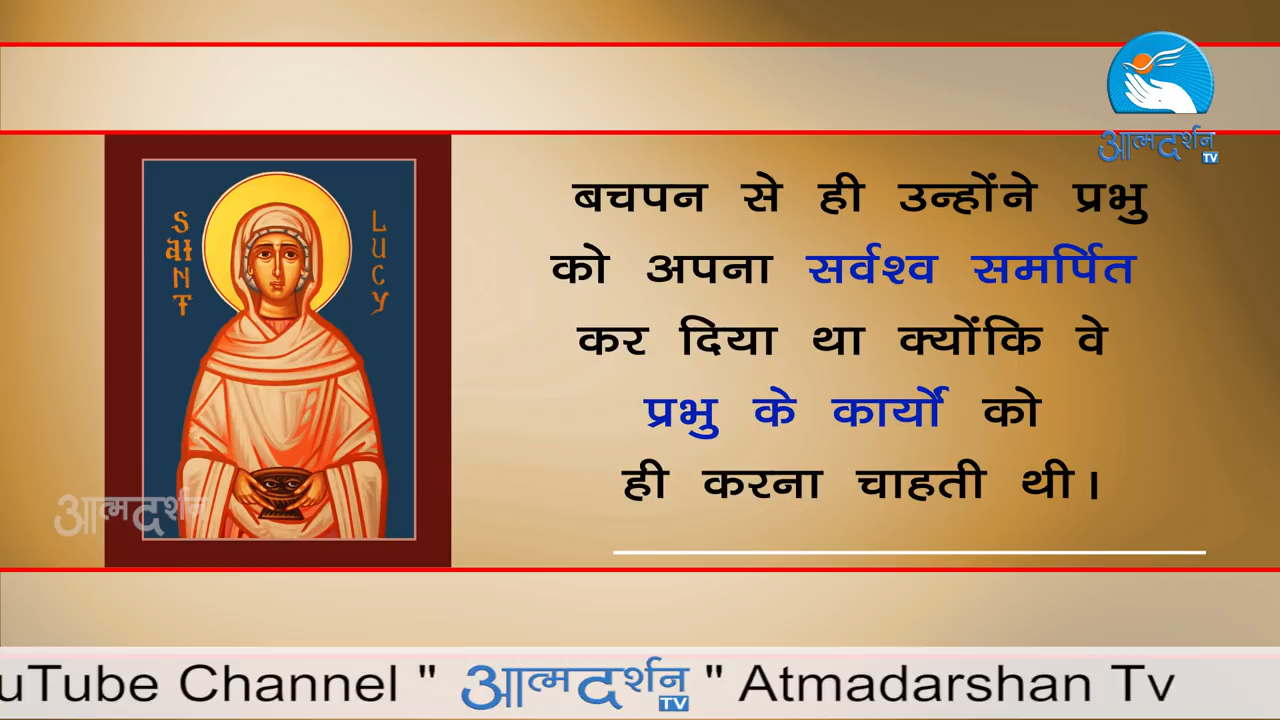 आत्मदर्शन
TV
SAINT
LUCY
बचपन से ही उन्होंने प्रभु
को अपना सर्वश्व समर्पित
कर दिया था क्योंकि वे
प्रभु के कार्यों को
ही करना चाहती थी।
आत्मदर्शन
uTube Channel " आत्मदर्शन TV " Atmadarshan Tv